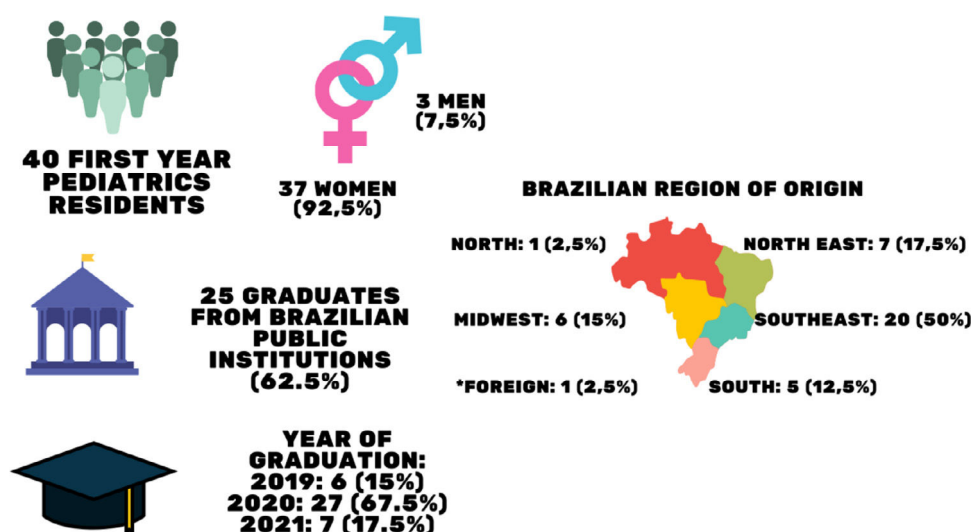 40 FIRST YEAR
PEDIATRICS
RESIDENTS
3 MEN
(7,5%)
37 WOMEN
(92,5%)
25 GRADUATES
FROM BRAZILIAN
PUBLIC
INSTITUTIONS
(62.5%)
YEAR OF
GRADUATION:
2019: 6 (15%)
2020: 27 (67.5%)
2021: 7 (17.5%)
BRAZILIAN REGION OF ORIGIN
NORTH: 1 (2,5%)
NORTH EAST: 7 (17,5%)
MIDWEST: 6 (15%)
SOUTHEAST: 20 (50%)
*FOREIGN: 1 (2,5%)
SOUTH: 5 (12,5%)